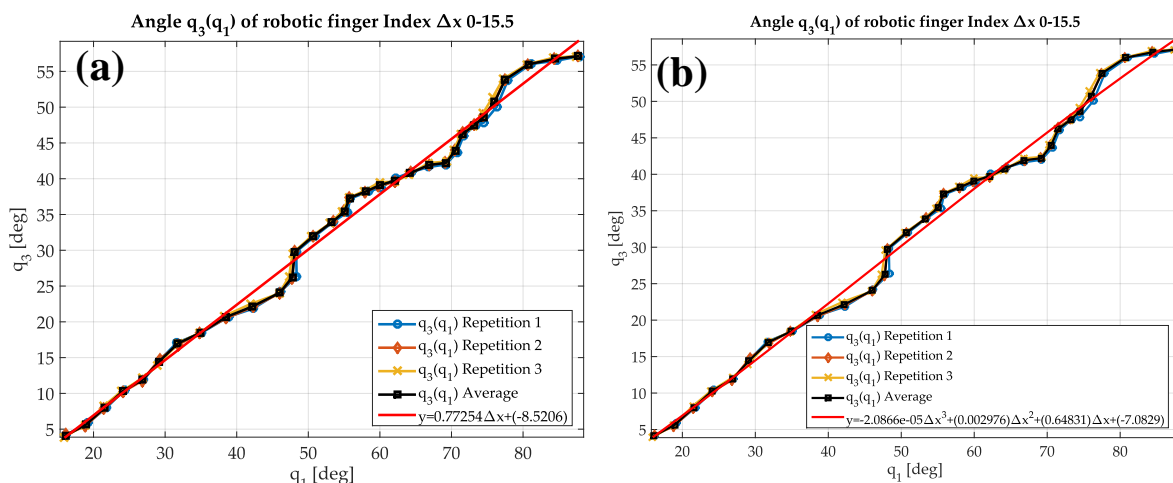 Angle q₃(q₁) of robotic finger Index Δx 0-15.5
(a)
q₃ [deg]
55
50
45
40
35
30
25
20
15
10
5
20 30 40 50 60 70 80
q₁ [deg]
q₃(q₁) Repetition 1
q₃(q₁) Repetition 2
q₃(q₁) Repetition 3
q₃(q₁) Average
y=0.77254Δx+(-8.5206)
Angle q₃(q₁) of robotic finger Index Δx 0-15.5
(b)
q₃ [deg]
55
50
45
40
35
30
25
20
15
10
5
20 30 40 50 60 70 80
q₁ [deg]
q₃(q₁) Repetition 1
q₃(q₁) Repetition 2
q₃(q₁) Repetition 3
q₃(q₁) Average
y=-2.0866e-05Δx³+(0.002976)Δx²+(0.64831)Δx+(-7.0829)